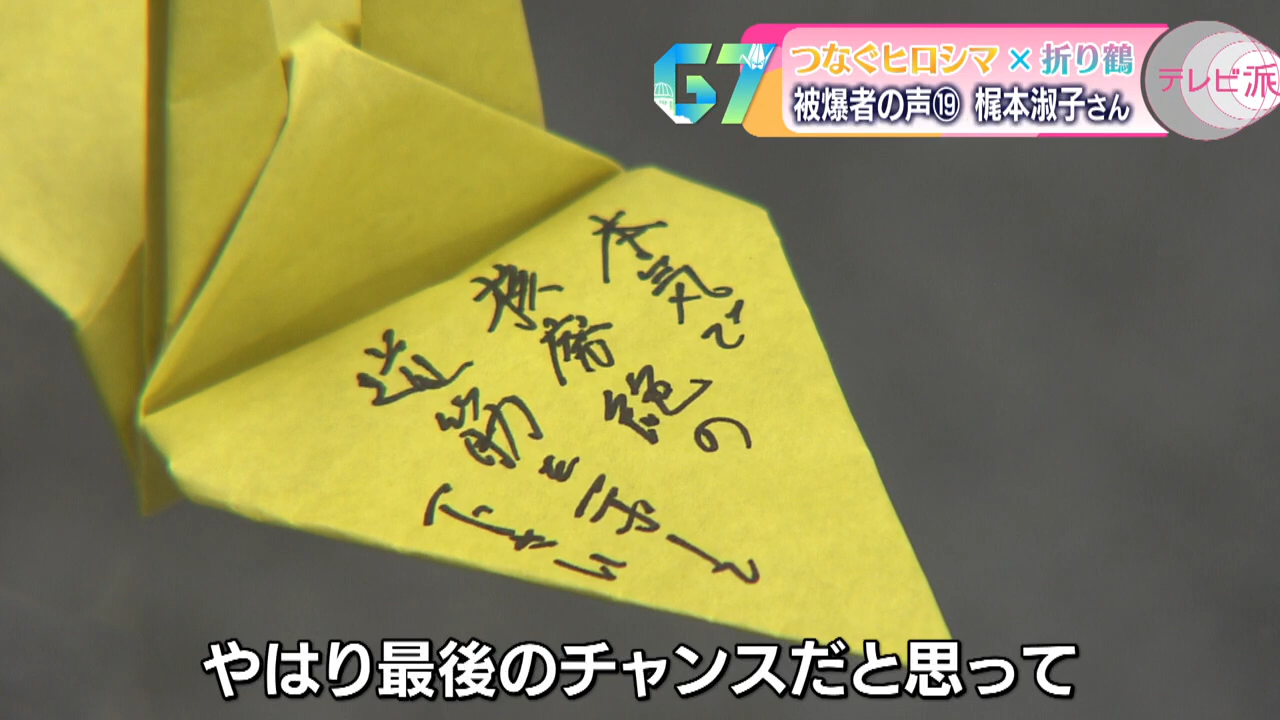 G7
つなぐヒロシマ×折り鶴
被爆者の声⑲ 梶本淑子さん
テレビ派
本気で
核廃絶の
道筋を示して
下さい
やはり最後のチャンスだと思って